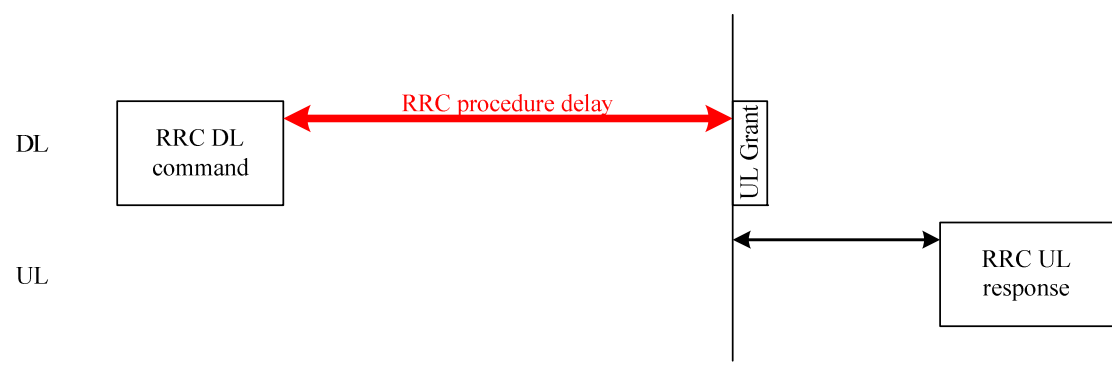 RRC procedure delay
DL
RRC DL
command
UL Grant
UL
RRC UL
response